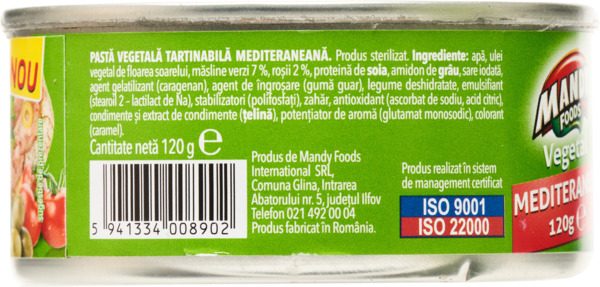 NOU
sugestie de prezentare
PASTĂ VEGETALĂ TARTINABILĂ MEDITERANEANĂ. Produs sterilizat. Ingrediente: apă, ulei
vegetal de floarea soarelui, măsline verzi 7 %, roșii 2 %, proteină de soia, amidon de grâu, sare iodată,
agent gelatizant (caragenan), agent de îngroșare (gumă guar), legume deshidratate, emulsifiant
(stearoil 2 - lactilact de Na), stabilizatori (polifosfați), zahăr, antioxidant (ascorbat de sodiu, acid citric),
condimente și extract de condimente (țelină), potențiator de aromă (glutamat monosodic), colorant
(caramel).
Cantitate netă 120 g e
5 941334 008902
Produs de Mandy Foods
International SRL,
Comuna Glina, Intrarea
Abatorului nr. 5, județul Ilfov
Telefon 021 492 00 04
Produs fabricat în România.
Produs realizat în sistem
de management certificat
ISO 9001
ISO 22000
MANDY
FOODS
Vegetal
MEDITERAN
120g e